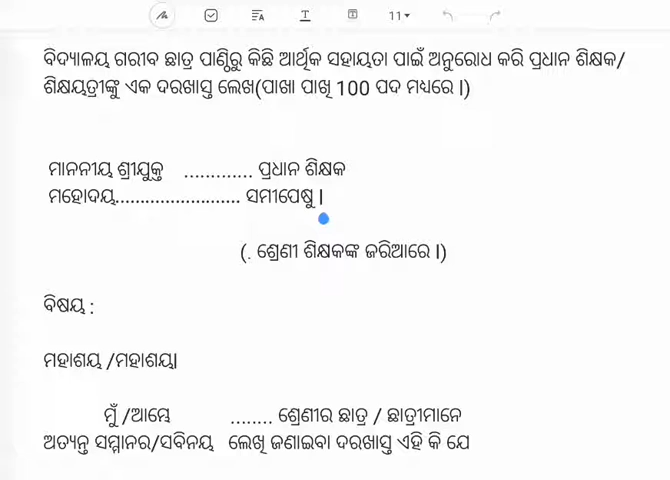 11
ବିଦ୍ୟାଳୟ ଗରୀବ ଛାତ୍ର ପାଣ୍ଠିରୁ କିଛି ଆର୍ଥିକ ସହାୟତା ପାଇଁ ଅନୁରୋଧ କରି ପ୍ରଧାନ ଶିକ୍ଷକ/
ଶିକ୍ଷୟତ୍ରୀଙ୍କୁ ଏକ ଦରଖାସ୍ତ ଲେଖ(ପାଖା ପାଖି 100 ପଦ ମଧ୍ୟରେ ।)
ମାନନୀୟ ଶ୍ରୀଯୁକ୍ତ ............. ପ୍ରଧାନ ଶିକ୍ଷକ
ମହୋଦୟ......................... ସମୀପେଷୁ ।
(. ଶ୍ରେଣୀ ଶିକ୍ଷକଙ୍କ ଜରିଆରେ ।)
ବିଷୟ :
ମହାଶୟ /ମହାଶୟା
ମୁଁ /ଆମ୍ଭେ ........ ଶ୍ରେଣୀର ଛାତ୍ର / ଛାତ୍ରୀମାନେ
ଅତ୍ୟନ୍ତ ସମ୍ମାନର/ସବିନୟ ଲେଖି ଜଣାଇବା ଦରଖାସ୍ତ ଏହି କି ଯେ